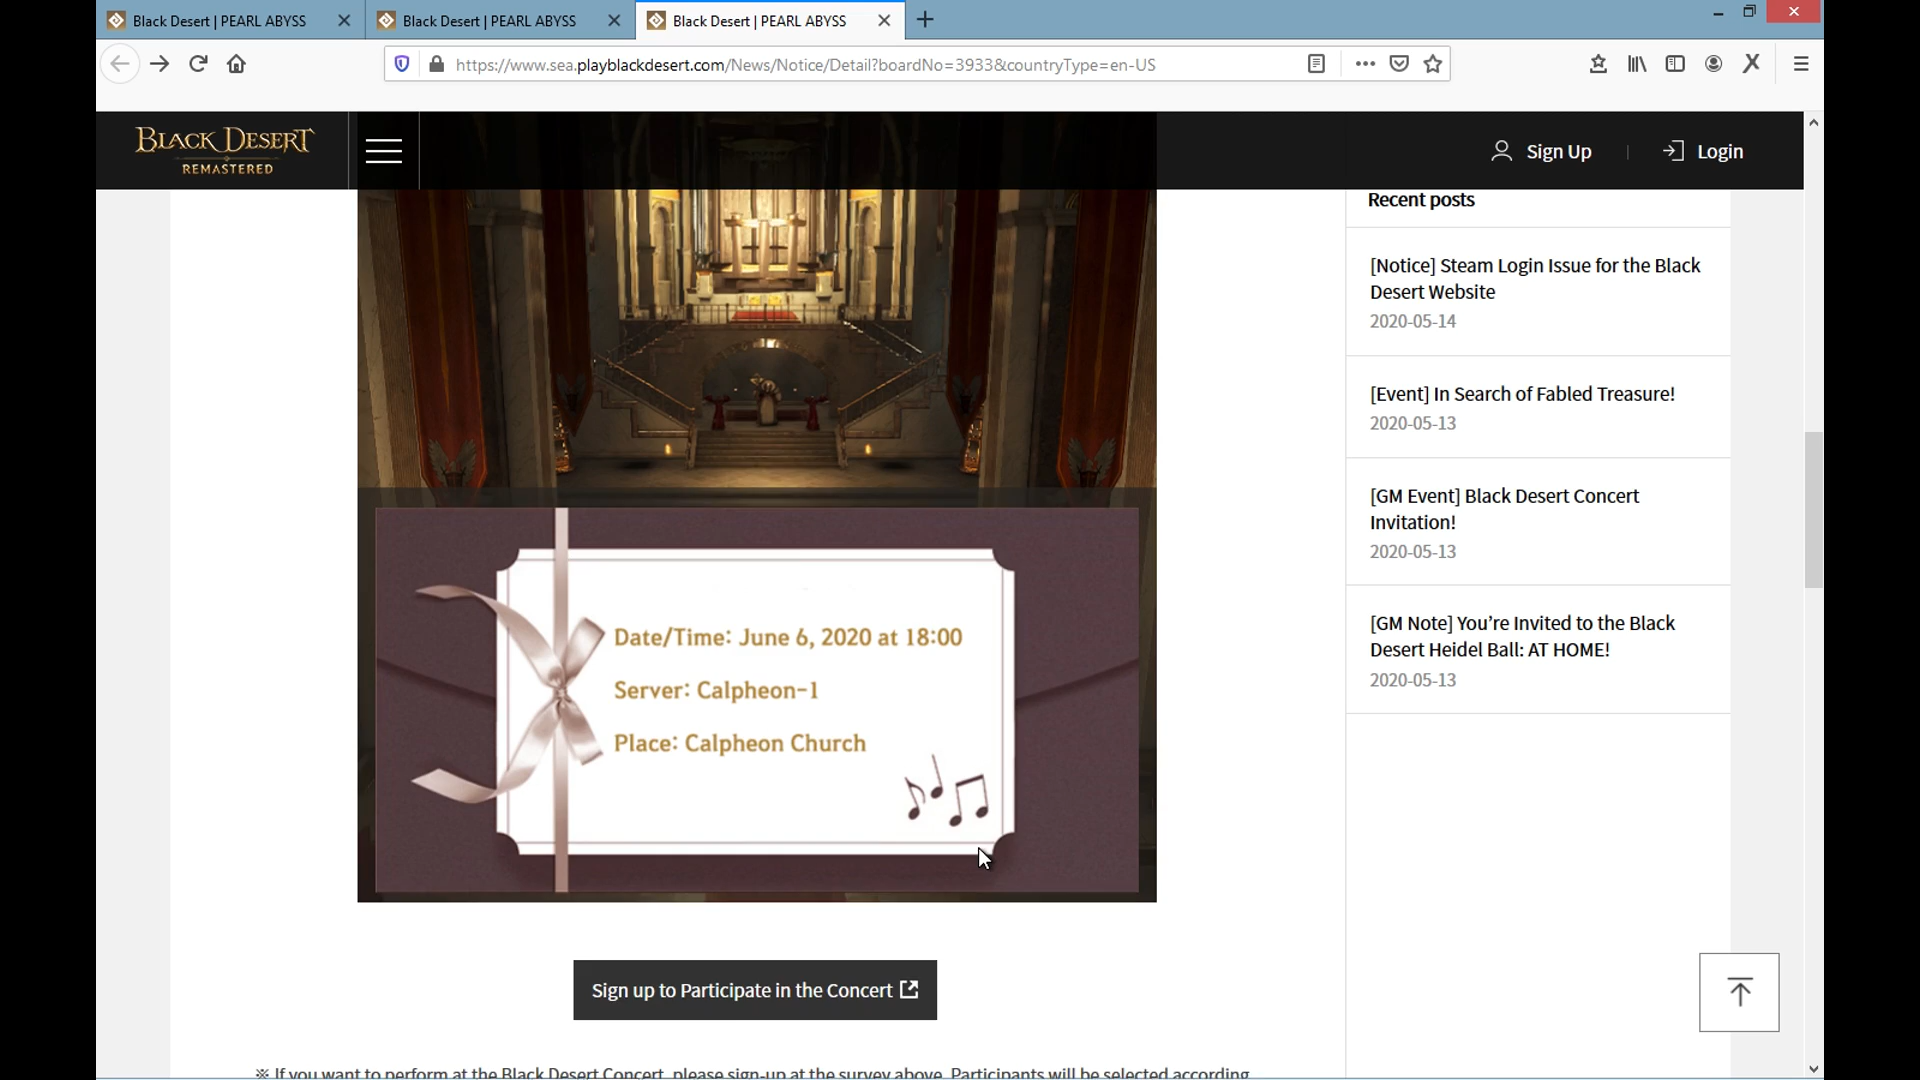 Black Desert | PEARL ABYSS
Black Desert | PEARL ABYSS
Black Desert | PEARL ABYSS
https://www.sea.playblackdesert.com/News/Notice/Detail?boardNo=3933&countryType=en-US
BLACK DESERT
REMASTERED
Sign Up
Login
Recent posts
[Notice] Steam Login Issue for the Black
Desert Website
2020-05-14
[Event] In Search of Fabled Treasure!
2020-05-13
[GM Event] Black Desert Concert
Invitation!
2020-05-13
[GM Note] You’re Invited to the Black
Desert Heidel Ball: AT HOME!
2020-05-13
Date/Time: June 6, 2020 at 18:00
Server: Calpheon-1
Place: Calpheon Church
Sign up to Participate in the Concert
※ If you want to perform at the Black Desert Concert, please sign-up at the survey above. Participants will be selected according